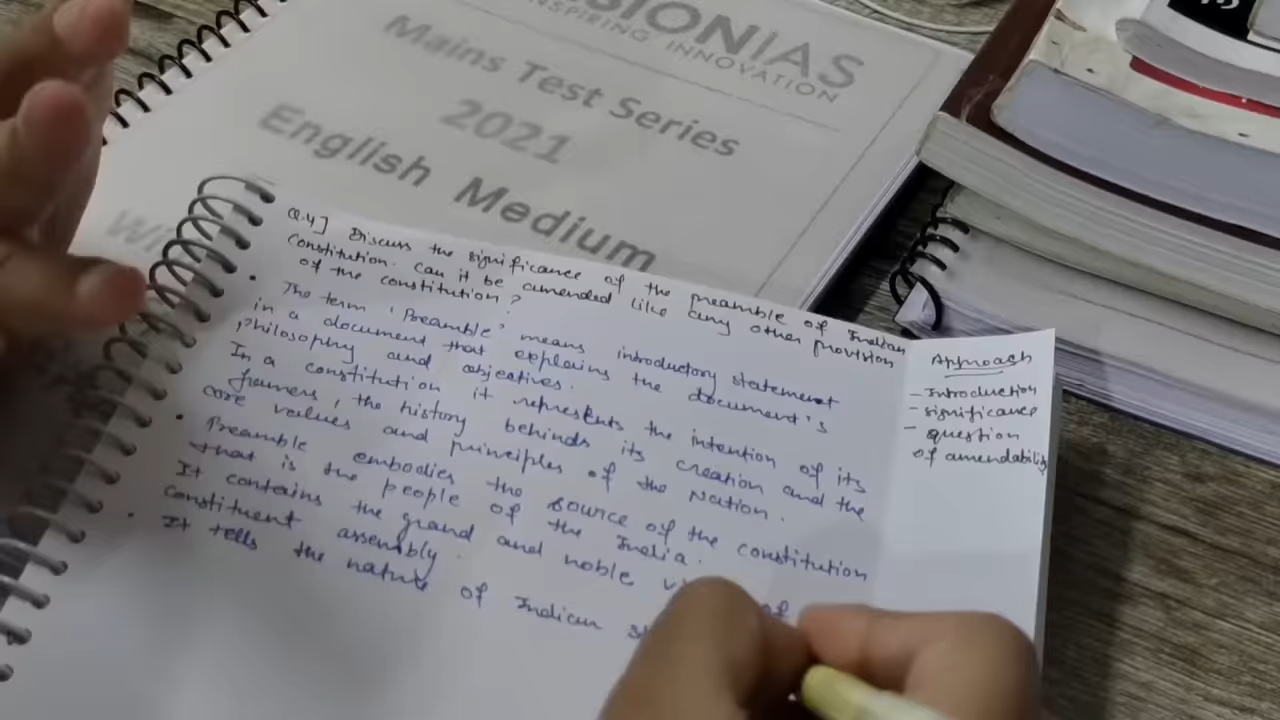 SIONIAS
INSPIRING INNOVATION
Mains Test Series
2021
English Medium
Q.4] Discuss the significance of the preamble of Indian
constitution. can it be amended like any other provision
of the constitution?
• The term 'Preamble' means introductory statement
in a document that explains the document's
philosophy and objectives.
In a constitution it represents the intention of its
framers, the history behinds its creation and the
core values and principles of the Nation.
• Preamble embodies the source of the constitution
that is the people of the India.
It contains the grand and noble of
constituent assembly.
• It tells the nature of Indian
Approach
- Introduction
- significance
- question
of amendability